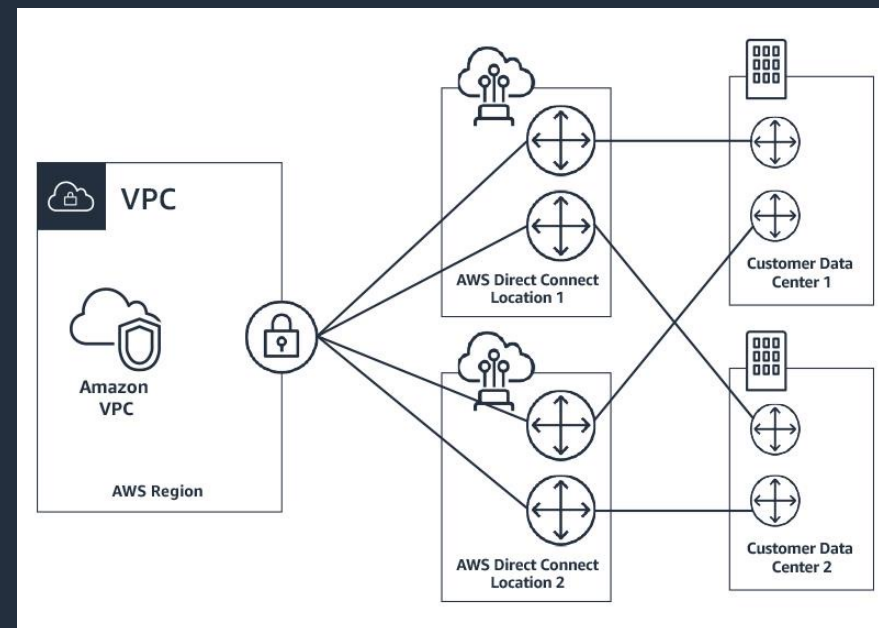 VPC
Amazon
VPC
AWS Region
AWS Direct Connect
Location 1
AWS Direct Connect
Location 2
Customer Data
Center 1
Customer Data
Center 2